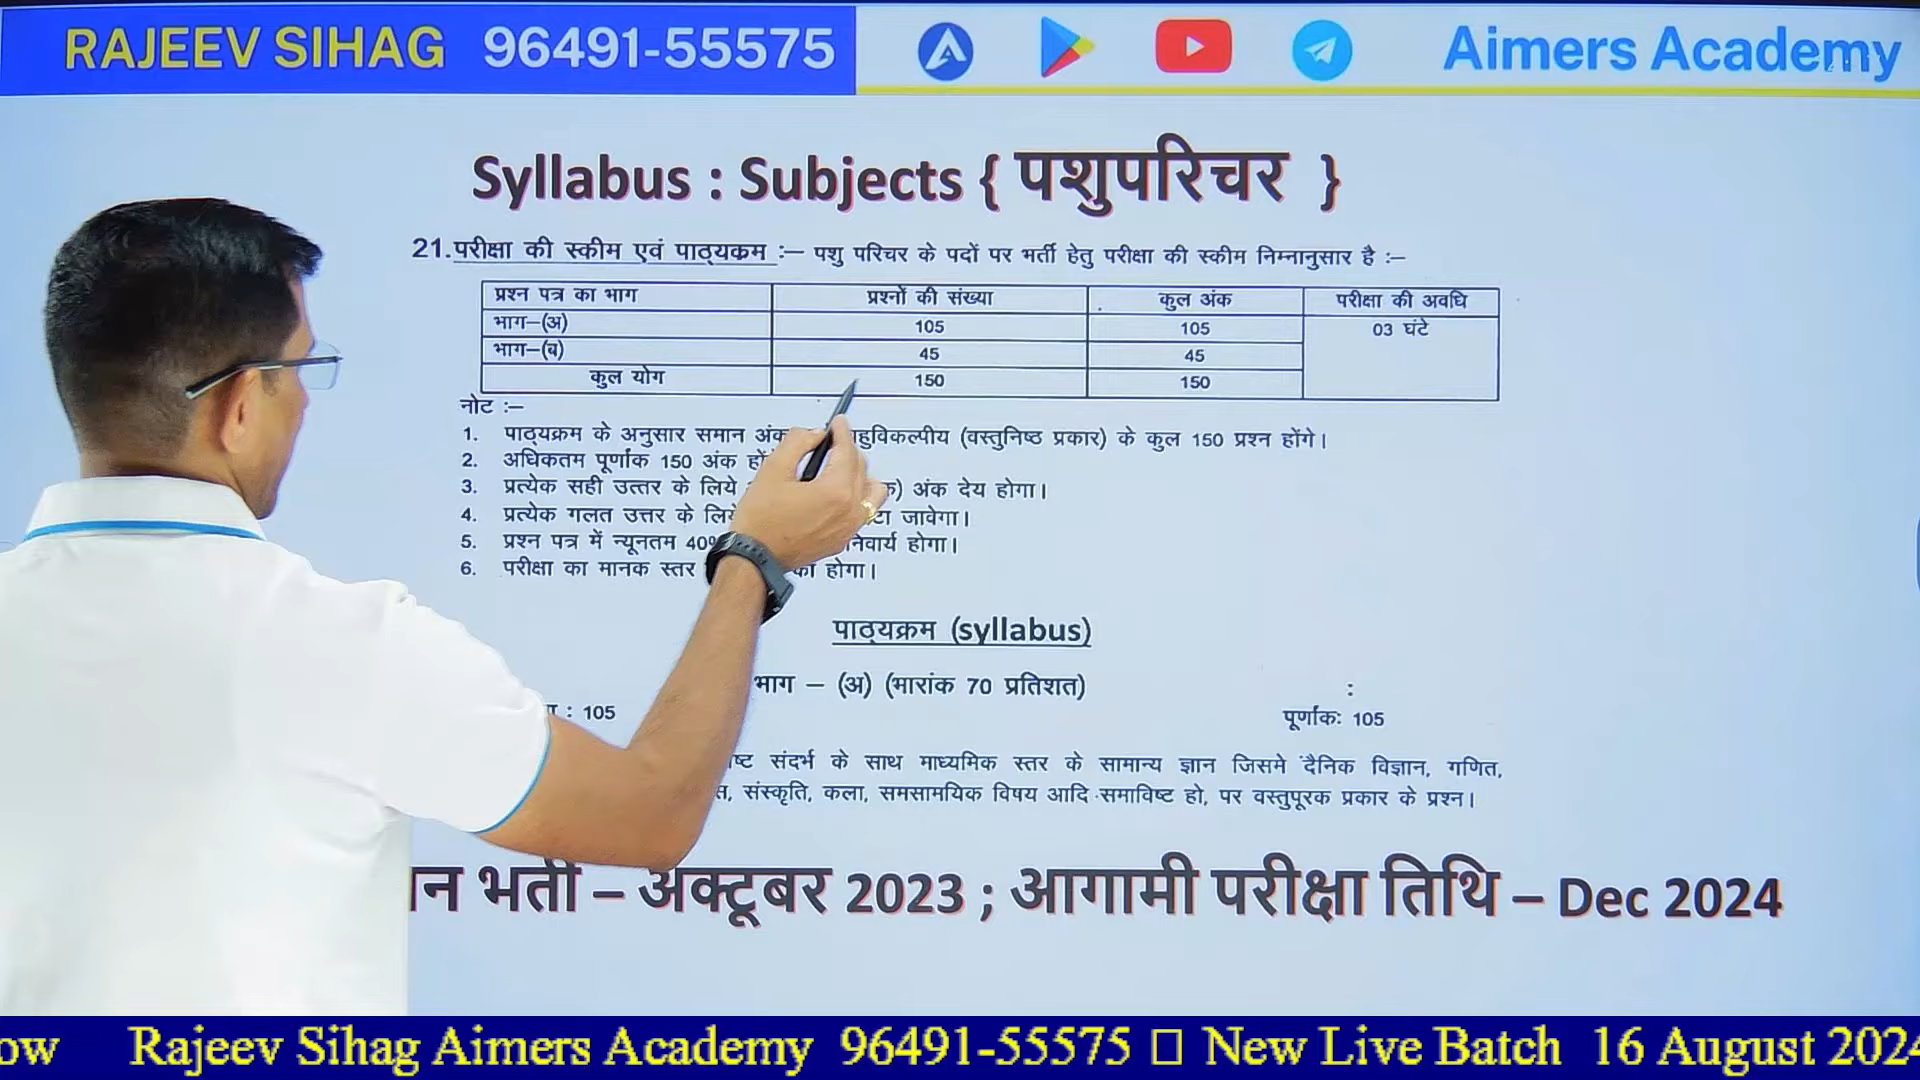 RAJEEV SIHAG 96491-55575 Aimers Academy
Syllabus : Subjects { पशुपरिचर }
21. परीक्षा की स्कीम एवं पाठ्यक्रम :– पशु परिचर के पदों पर भर्ती हेतु परीक्षा की स्कीम निम्नानुसार है :–
प्रश्न पत्र का भाग प्रश्नों की संख्या कुल अंक परीक्षा की अवधि
भाग–(अ) 105 105 03 घंटे
भाग–(ब) 45 45
कुल योग 150 150
नोट :–
1. पाठ्यक्रम के अनुसार समान अंक (वस्तुनिष्ठ प्रकार) के कुल 150 प्रश्न होंगे।
2. अधिकतम पूर्णांक 150 अंक
3. प्रत्येक सही उत्तर के लिये अंक देय होगा।
4. प्रत्येक गलत उत्तर के जावेगा।
5. प्रश्न पत्र में न्यूनतम होगा।
6. परीक्षा का मानक स्तर होगा।
पाठ्यक्रम (syllabus)
भाग – (अ) (भारांक 70 प्रतिशत)
: 105 पूर्णांकः 105
संदर्भ के साथ माध्यमिक स्तर के सामान्य ज्ञान जिसमे दैनिक विज्ञान, गणित,
संस्कृति, कला, समसामयिक विषय आदि समाविष्ट हो, पर वस्तुपूरक प्रकार के प्रश्न।
भर्ती – अक्टूबर 2023 ; आगामी परीक्षा तिथि – Dec 2024
Rajeev Sihag Aimers Academy 96491-55575 New Live Batch 16 August 2024